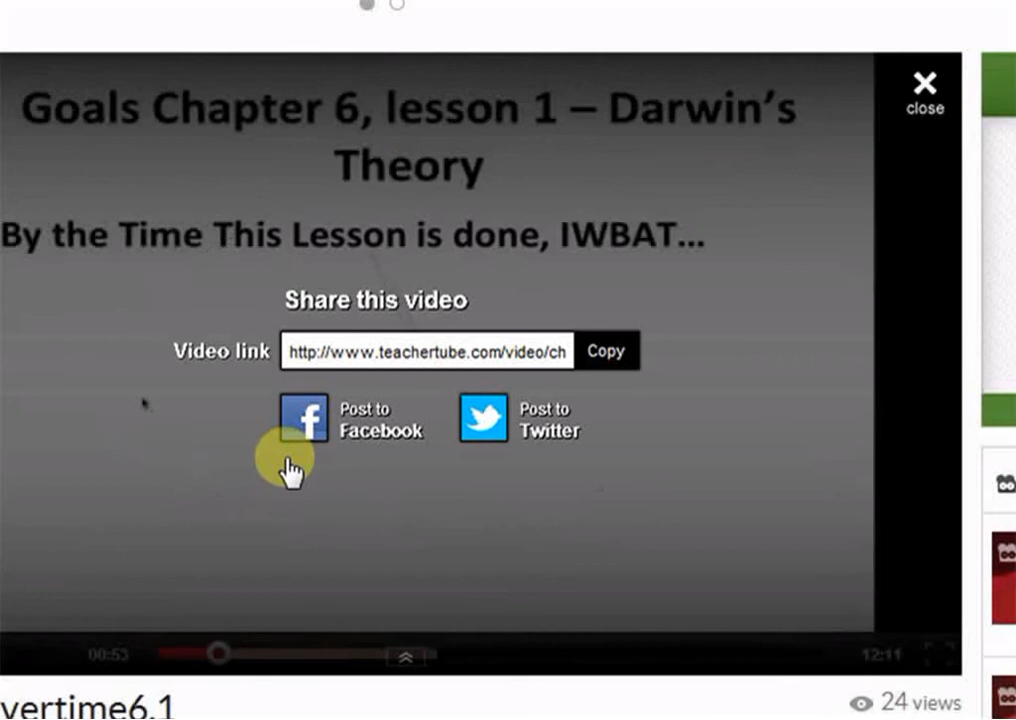 Goals Chapter 6, lesson 1 – Darwin's
Theory
By the Time This Lesson is done, IWBAT...
close
Share this video
Video link
http://www.teachertube.com/video/ch
Copy
Post to
Facebook
Post to
Twitter
00:53
12:11
vertime6.1
24 views